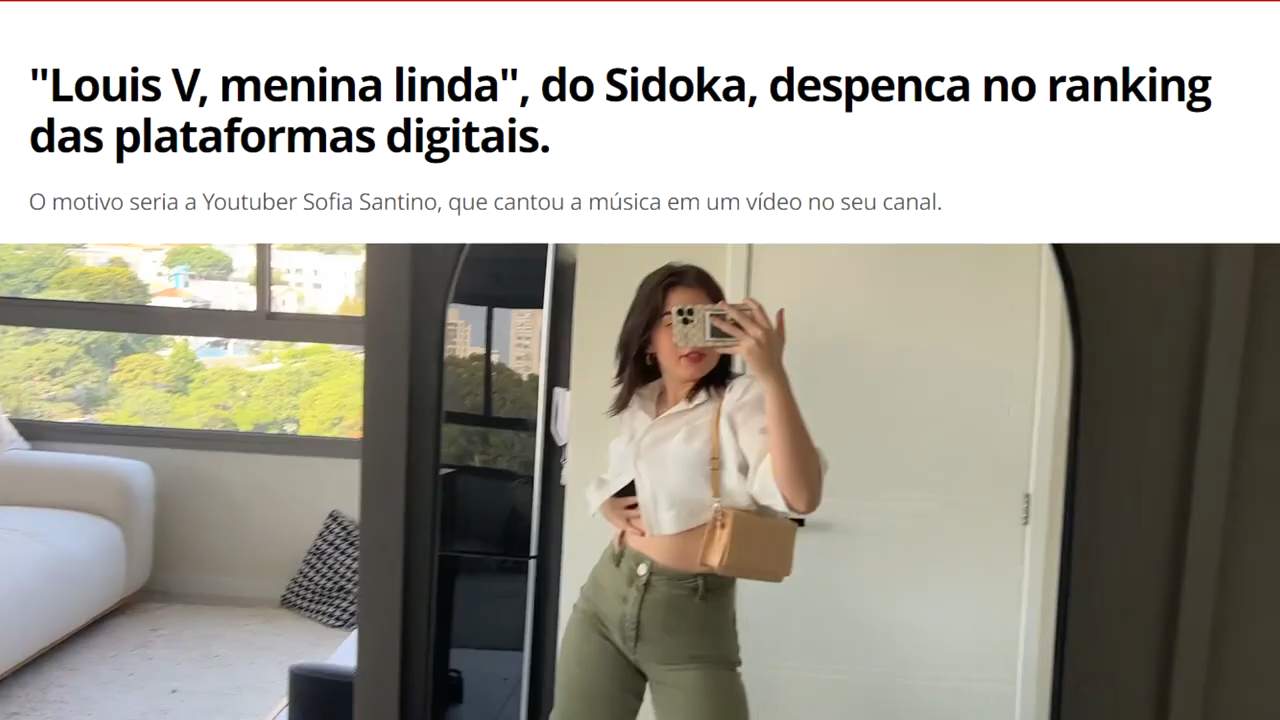 "Louis V, menina linda", do Sidoka, despenca no ranking
das plataformas digitais.
O motivo seria a Youtuber Sofia Santino, que cantou a música em um vídeo no seu canal.